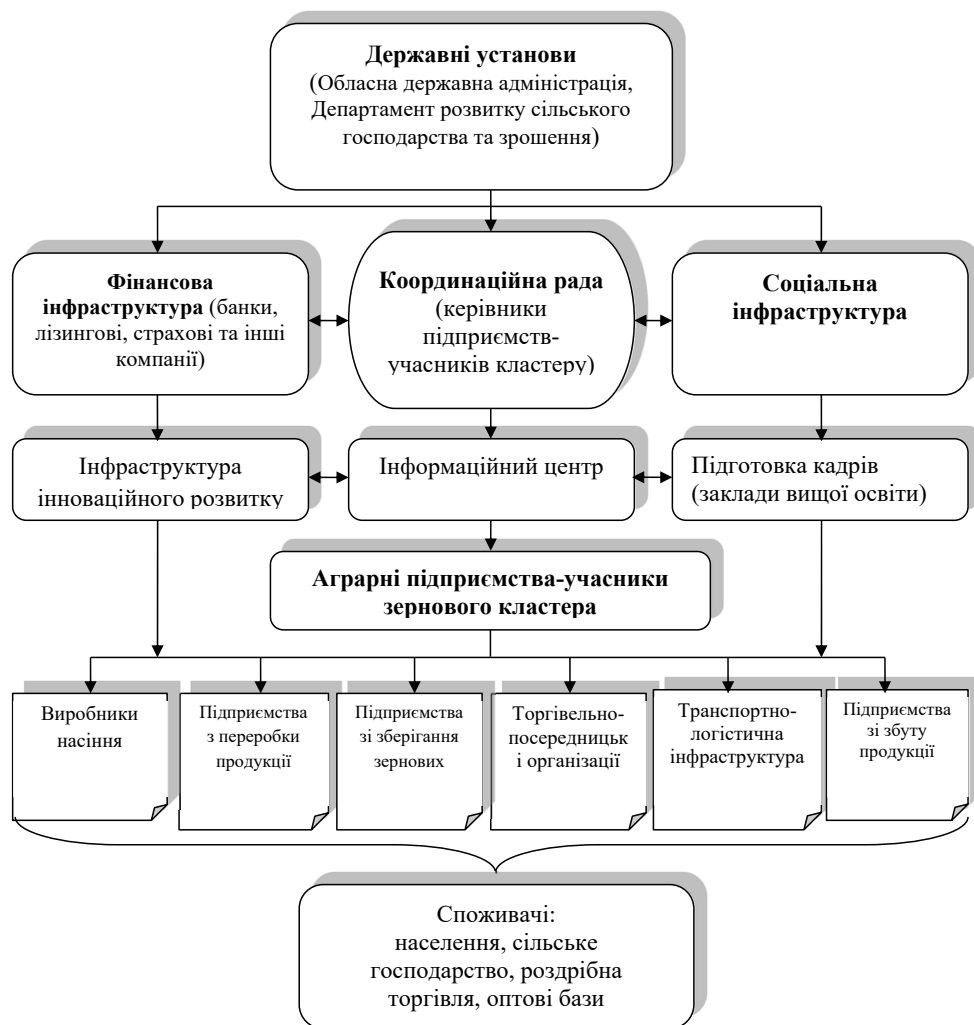 Державні установи
(Обласна державна адміністрація,
Департамент розвитку сільського
господарства та зрошення)
Фінансова
інфраструктура (банки,
лізингові, страхові та інші
компанії)
Координаційна рада
(керівники
підприємств-
учасників кластеру)
Соціальна
інфраструктура
Інфраструктура
інноваційного розвитку
Інформаційний центр
Підготовка кадрів
(заклади вищої освіти)
Аграрні підприємства-учасники
зернового кластера
Виробники
насіння
Підприємства
з переробки
продукції
Підприємства
зі зберігання
зернових
Торгівельно-
посередницьк
і організації
Транспортно-
логістична
інфраструктура
Підприємства
зі збуту
продукції
Споживачі:
населення, сільське
господарство, роздрібна
торгівля, оптові бази